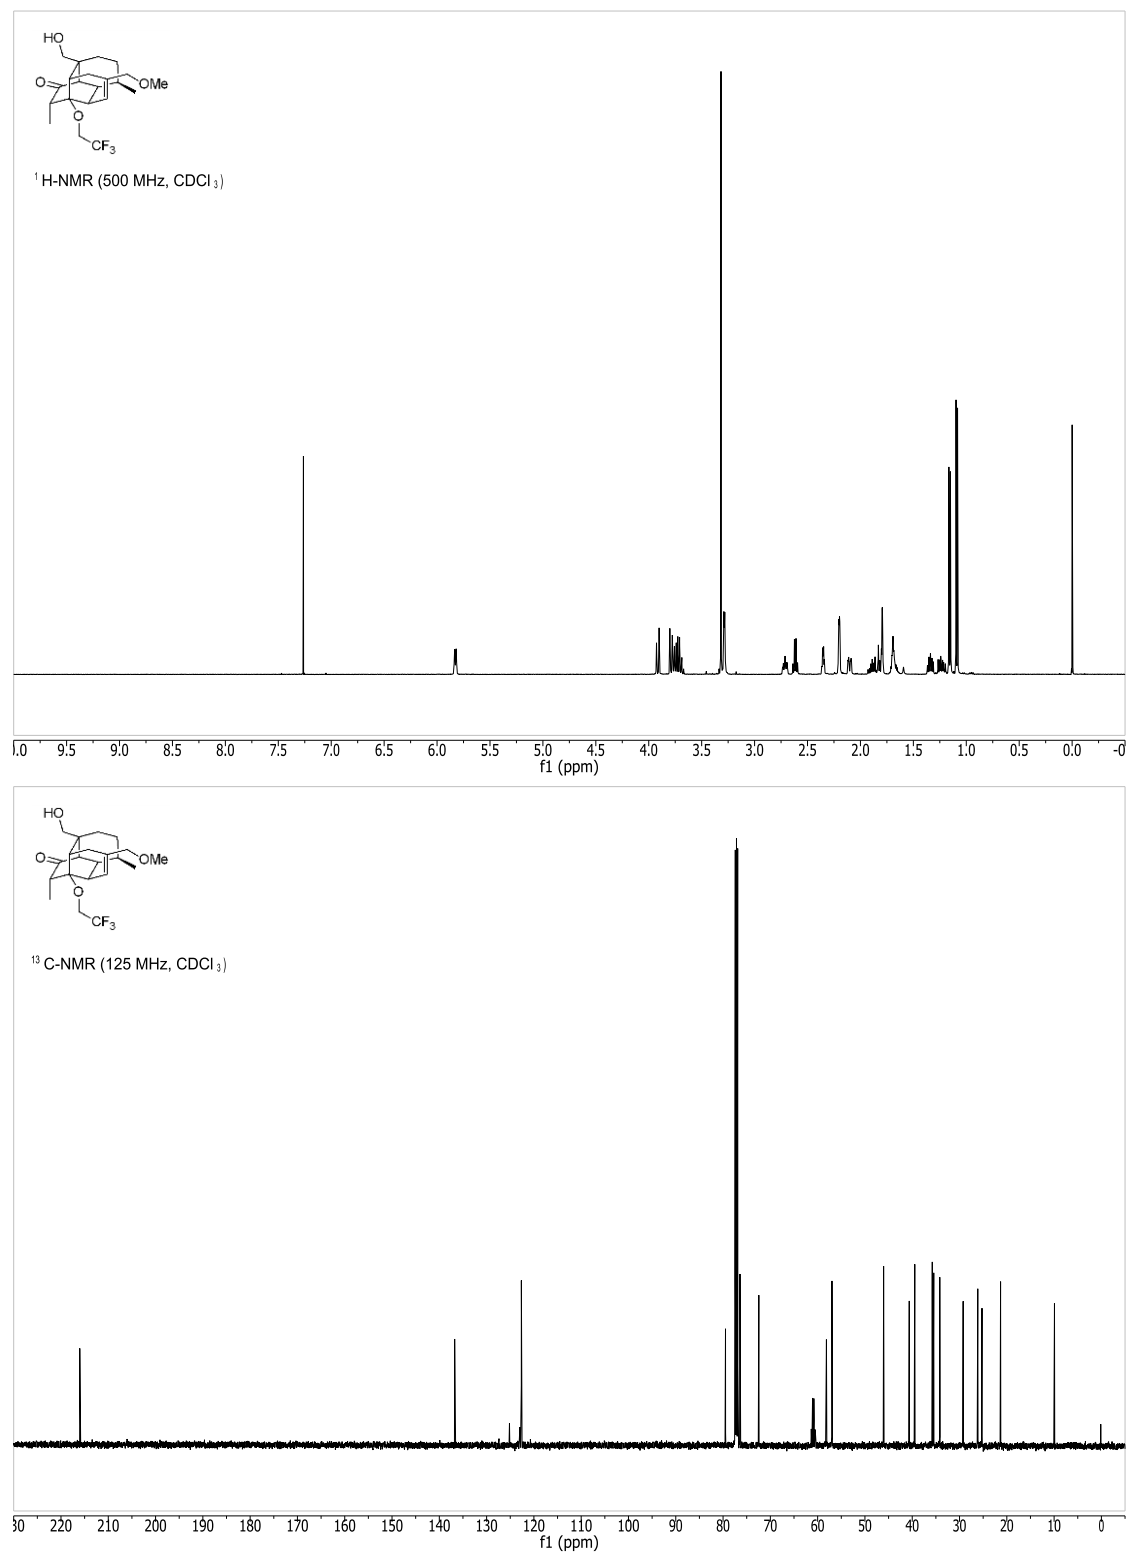 HO
O
OMe
O
CF3
1 H-NMR (500 MHz, CDCl 3)
0.0 9.5 9.0 8.5 8.0 7.5 6.5 6.0 5.5 5.0 4.5 4.0 3.5 3.0 2.5 2.0 1.5 1.0 0.5 0.0 -0
f1 (ppm)
HO
O
OMe
O
CF3
13 C-NMR (125 MHz, CDCl 3)
30 220 210 200 190 180 170 160 150 140 130 120 110 100 90 80 70 60 50 40 30 20 10 0
f1 (ppm)